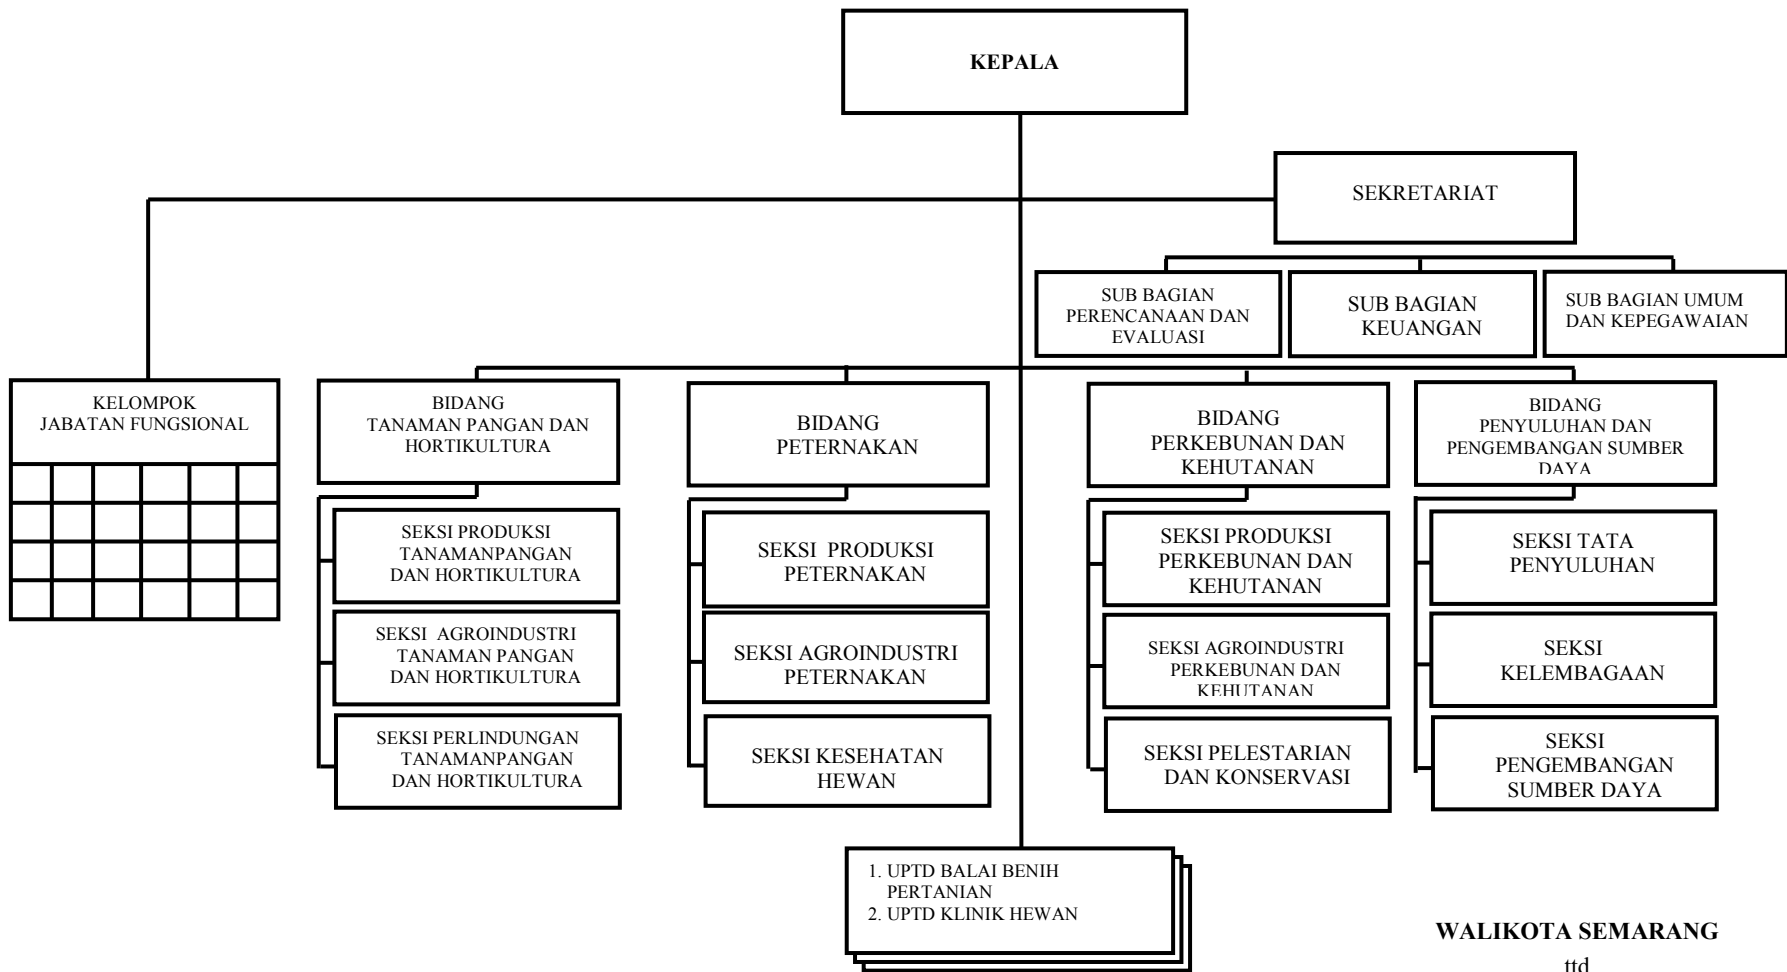 KEPALA
SEKRETARIAT
SUB BAGIAN
PERENCANAAN DAN
EVALUASI
SUB BAGIAN
KEUANGAN
SUB BAGIAN UMUM
DAN KEPEGAWAIAN
KELOMPOK
JABATAN FUNGSIONAL
BIDANG
TANAMAN PANGAN DAN
HORTIKULTURA
BIDANG
PETERNAKAN
BIDANG
PERKEBUNAN DAN
KEHUTANAN
BIDANG
PENYULUHAN DAN
PENGEMBANGAN SUMBER
DAYA
SEKSI PRODUKSI
TANAMANPANGAN
DAN HORTIKULTURA
SEKSI PRODUKSI
PETERNAKAN
SEKSI PRODUKSI
PERKEBUNAN DAN
KEHUTANAN
SEKSI TATA
PENYULUHAN
SEKSI AGROINDUSTRI
TANAMAN PANGAN
DAN HORTIKULTURA
SEKSI AGROINDUSTRI
PETERNAKAN
SEKSI AGROINDUSTRI
PERKEBUNAN DAN
KEHUTANAN
SEKSI
KELEMBAGAAN
SEKSI PERLINDUNGAN
TANAMANPANGAN
DAN HORTIKULTURA
SEKSI KESEHATAN
HEWAN
SEKSI PELESTARIAN
DAN KONSERVASI
SEKSI
PENGEMBANGAN
SUMBER DAYA
1. UPTD BALAI BENIH
PERTANIAN
2. UPTD KLINIK HEWAN
WALIKOTA SEMARANG
ttd